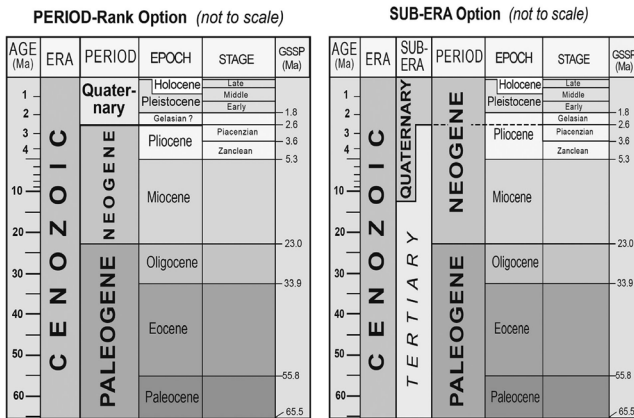 PERIOD-Rank Option (not to scale)
AGE (Ma) ERA PERIOD EPOCH STAGE GSSP (Ma)
1
2
3
4
10
20
30
40
50
60
CENOZOIC
Quater-
nary
NEOGENE
PALEOGENE
Holocene
Pleistocene
Gelasian ?
Pliocene
Miocene
Oligocene
Eocene
Paleocene
Late
Middle
Early
Piacenzian
Zanclean
1.8
2.6
3.6
5.3
23.0
33.9
55.8
65.5
SUB-ERA Option (not to scale)
AGE (Ma) ERA SUB-ERA PERIOD EPOCH STAGE GSSP (Ma)
1
2
3
4
10
20
30
40
50
60
CENOZOIC
QUATERNARY
TERTIARY
NEOGENE
PALEOGENE
Holocene
Pleistocene
Pliocene
Miocene
Oligocene
Eocene
Paleocene
Late
Middle
Early
Gelasian
Piacenzian
Zanclean
1.8
2.6
3.6
5.3
23.0
33.9
55.8
65.5